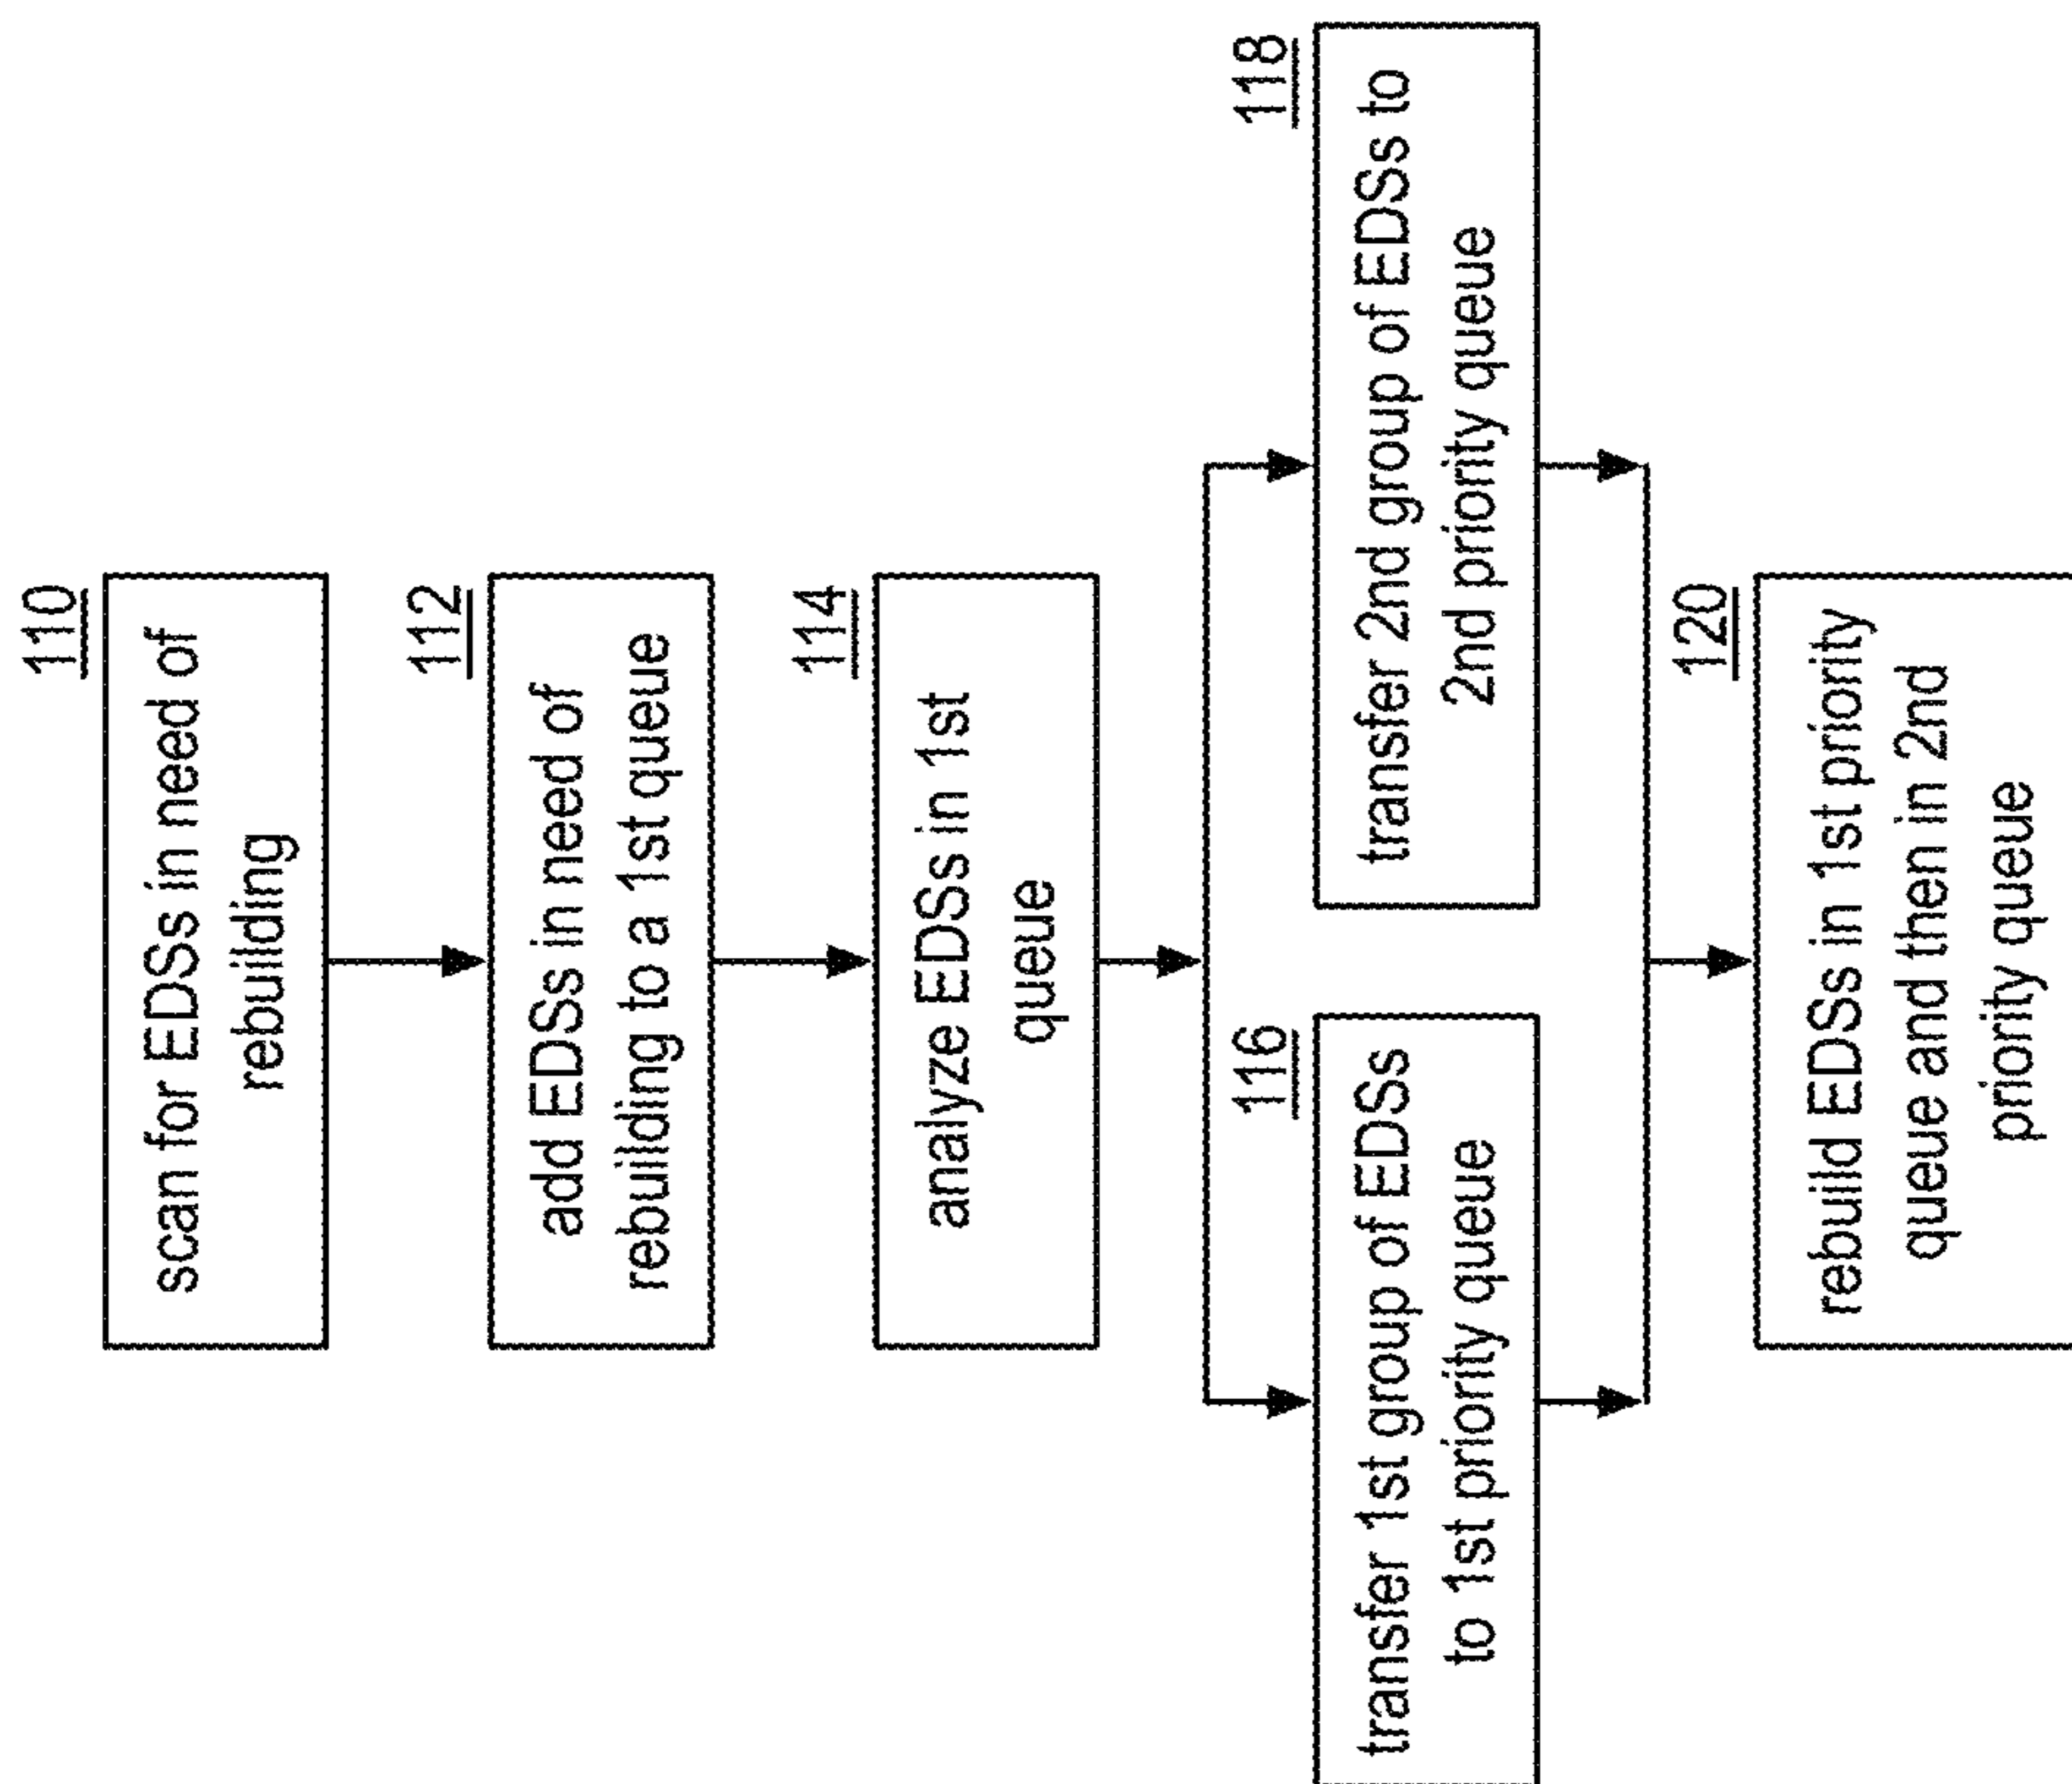 110
scan for EDSs in need of
rebuilding
112
add EDSs in need of
rebuilding to a 1st queue
114
analyze EDSs in 1st
queue
116
transfer 1st group of EDSs
to 1st priority queue
118
transfer 2nd group of EDSs to
2nd priority queue
120
rebuild EDSs in 1st priority
queue and then in 2nd
priority queue